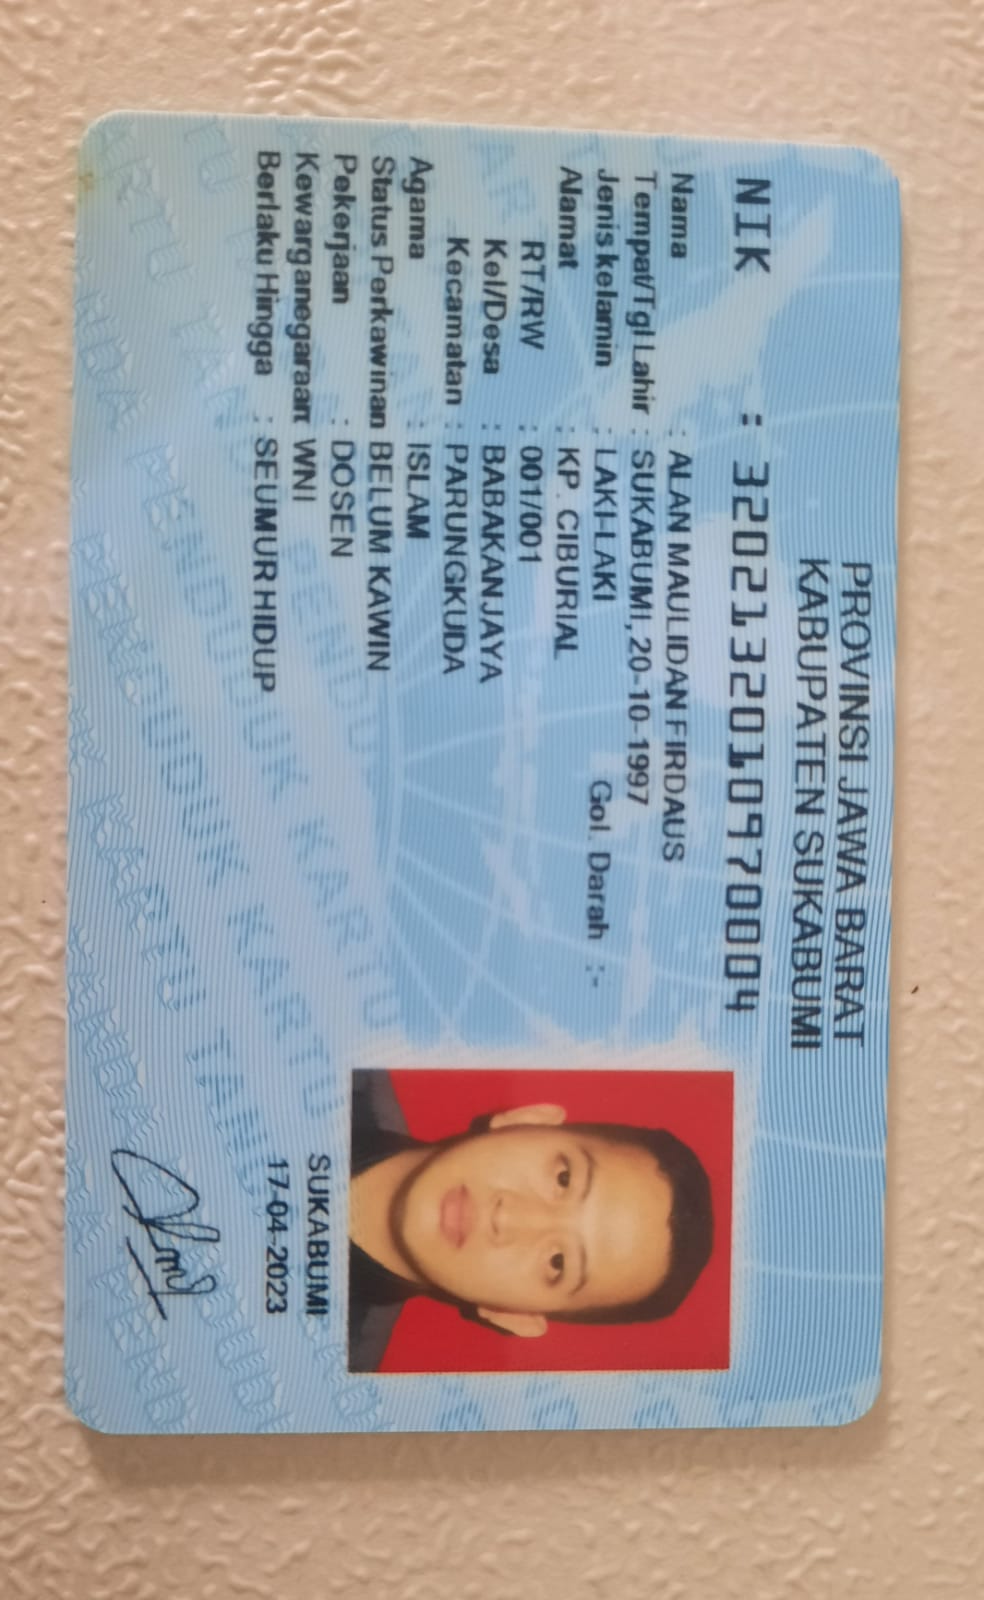 PROVINSI JAWA BARAT
KABUPATEN SUKABUMI
NIK : 3202132010970004
Nama : ALAN MAULIDAN FIRDAUS
Tempat/Tgl Lahir : SUKABUMI, 20-10-1997
Jenis kelamin : LAKI-LAKI Gol. Darah :-
Alamat : KP. CIBURIAL
RT/RW : 001/001
Kel/Desa : BABAKANJAYA
Kecamatan : PARUNGKUDA
Agama : ISLAM
Status Perkawinan BELUM KAWIN
Pekerjaan : DOSEN
Kewarganegaraan: WNI
Berlaku Hingga : SEUMUR HIDUP
SUKABUMI
17-04-2023